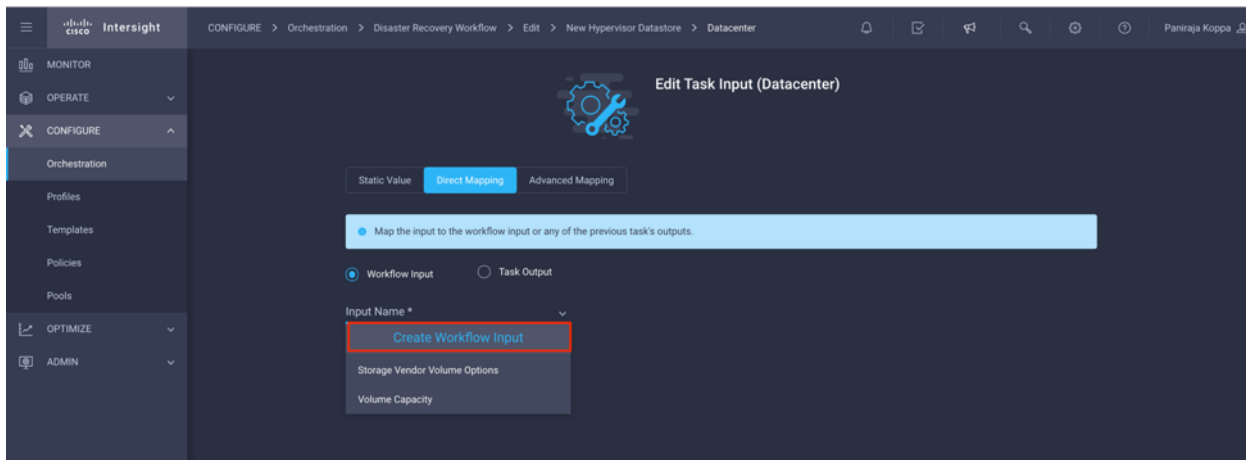 cisco Intersight
CONFIGURE > Orchestration > Disaster Recovery Workflow > Edit > New Hypervisor Datastore > Datacenter
Paniraja Koppa
MONITOR
OPERATE
CONFIGURE
Orchestration
Profiles
Templates
Policies
Pools
OPTIMIZE
ADMIN
Edit Task Input (Datacenter)
Static Value Direct Mapping Advanced Mapping
Map the input to the workflow input or any of the previous task's outputs.
Workflow Input Task Output
Input Name *
Create Workflow Input
Storage Vendor Volume Options
Volume Capacity